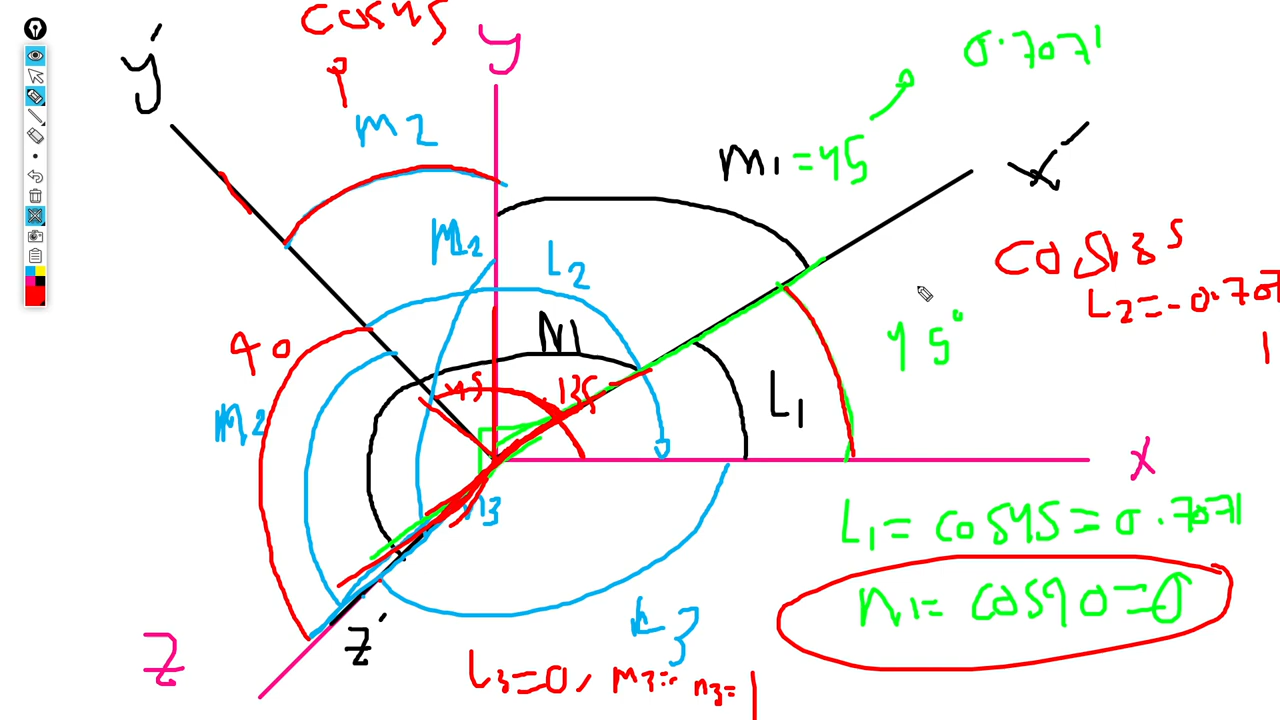 cos45
y
y'
m2
m1 = 45
0.7071
x'
m2
L2
cos135
L2=-0.707
1
N1
45°
90
45
135
L1
m2
x
n3
L1 = cos45 = 0.7071
n1 = cos90 = 0
z'
z
L3=0, m3= n3= 1